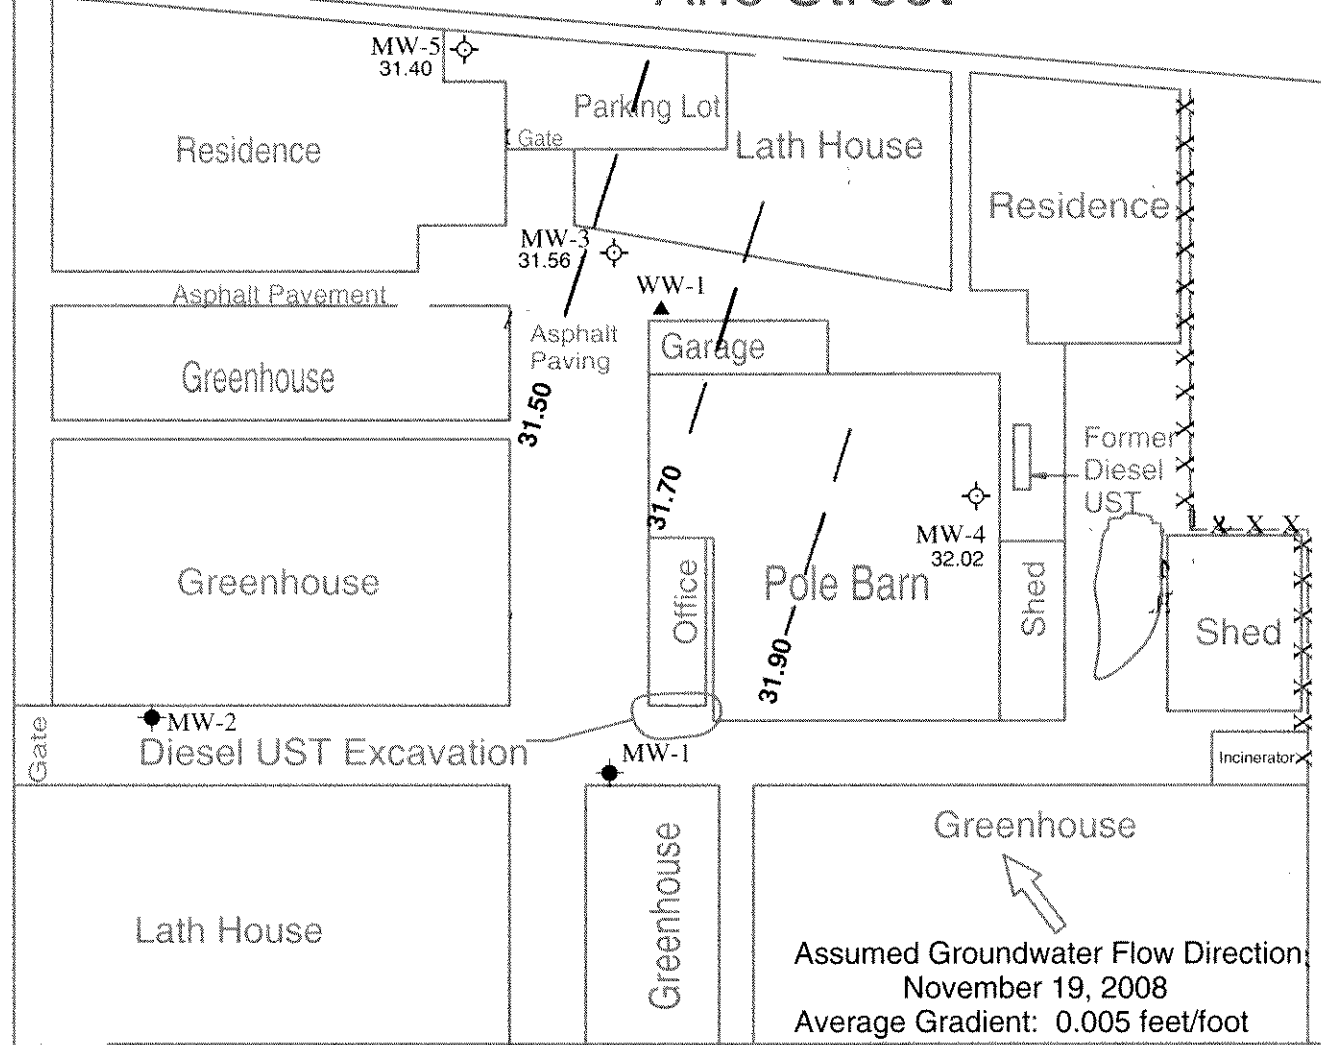 MW-5
31.40
Parking Lot
Gate
Lath House
Residence
Residence
MW-3
31.56
WW-1
Asphalt Pavement
Asphalt
Paving
Garage
Greenhouse
31.50
31.70
Former
Diesel
UST
MW-4
32.02
X X X
Greenhouse
Office
Pole Barn
Shed
Shed
31.90
MW-2
Gate
Diesel UST Excavation
MW-1
Incinerator
Greenhouse
Greenhouse
Lath House
Assumed Groundwater Flow Direction
November 19, 2008
Average Gradient: 0.005 feet/foot